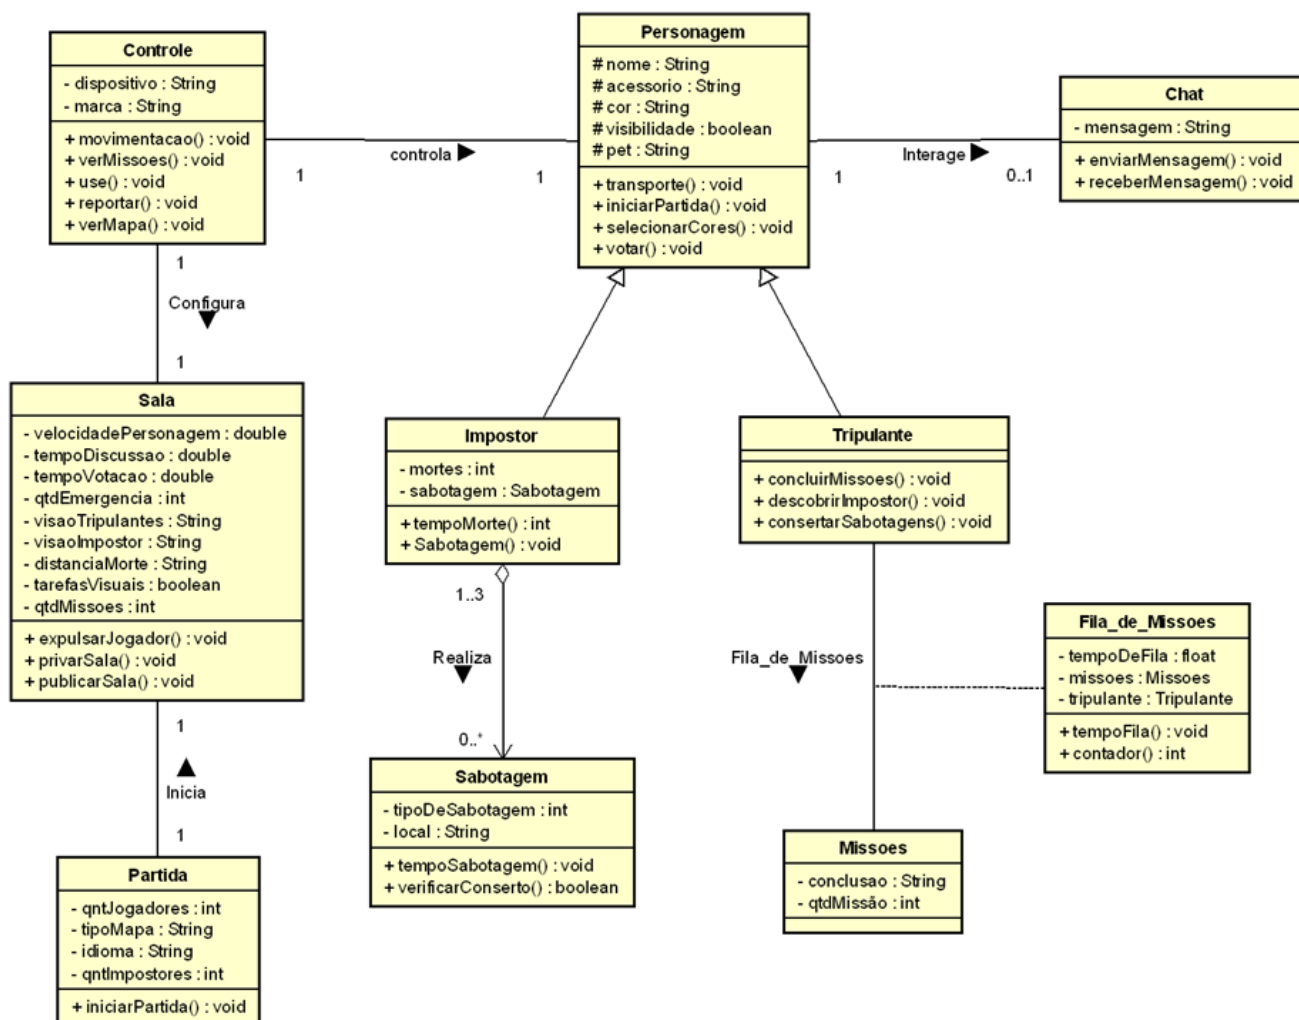 Controle
- dispositivo : String
- marca : String
+ movimentacao() : void
+ verMissoes() : void
+ use() : void
+ reportar() : void
+ verMapa() : void
controla
1
1
Personagem
# nome : String
# acessorio : String
# cor : String
# visibilidade : boolean
# pet : String
+ transporte() : void
+ iniciarPartida() : void
+ selecionarCores() : void
+ votar() : void
Interage
1
0..1
Chat
- mensagem : String
+ enviarMensagem() : void
+ receberMensagem() : void
1
Configura
1
Sala
- velocidadePersonagem : double
- tempoDiscussao : double
- tempoVotacao : double
- qtdEmergencia : int
- visaoTripulantes : String
- visaoImpostor : String
- distanciaMorte : String
- tarefasVisuais : boolean
- qtdMissoes : int
+ expulsarJogador() : void
+ privarSala() : void
+ publicarSala() : void
1
Inicia
1
Partida
- qntJogadores : int
- tipoMapa : String
- idioma : String
- qntImpostores : int
+ iniciarPartida() : void
Impostor
- mortes : int
- sabotagem : Sabotagem
+ tempoMorte() : int
+ Sabotagem() : void
1..3
Realiza
0..*
Sabotagem
- tipoDeSabotagem : int
- local : String
+ tempoSabotagem() : void
+ verificarConserto() : boolean
Tripulante
+ concluirMissoes() : void
+ descobrirImpostor() : void
+ consertarSabotagens() : void
Fila_de_Missoes
Fila_de_Missoes
- tempoDeFila : float
- missoes : Missoes
- tripulante : Tripulante
+ tempoFila() : void
+ contador() : int
Missoes
- conclusao : String
- qtdMissão : int